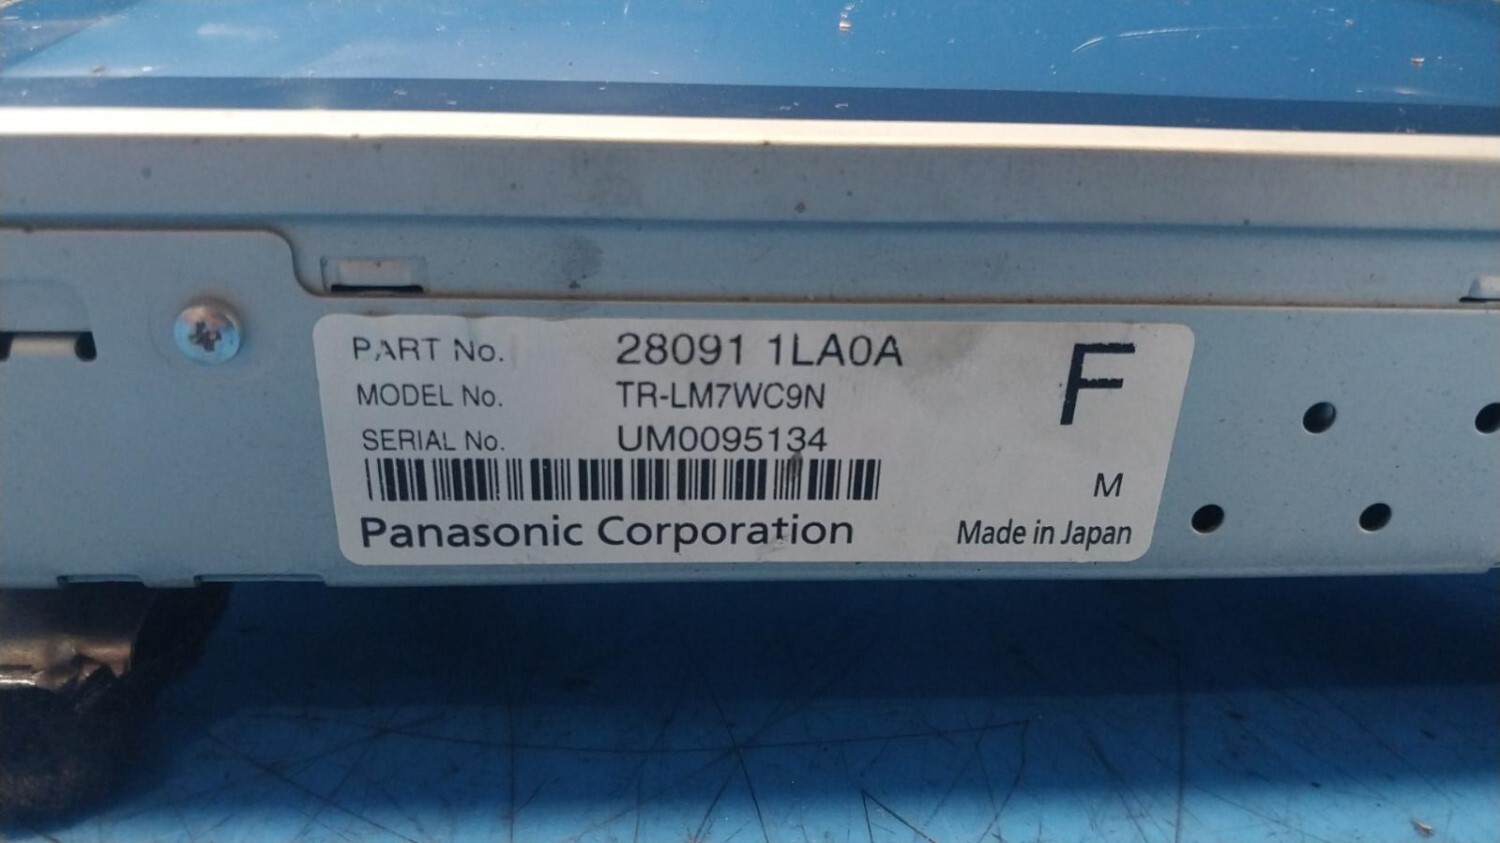 PART No. 28091 1LA0A
MODEL No. TR-LM7WC9N
SERIAL No. UM0095134
F
M
Panasonic Corporation
Made in Japan